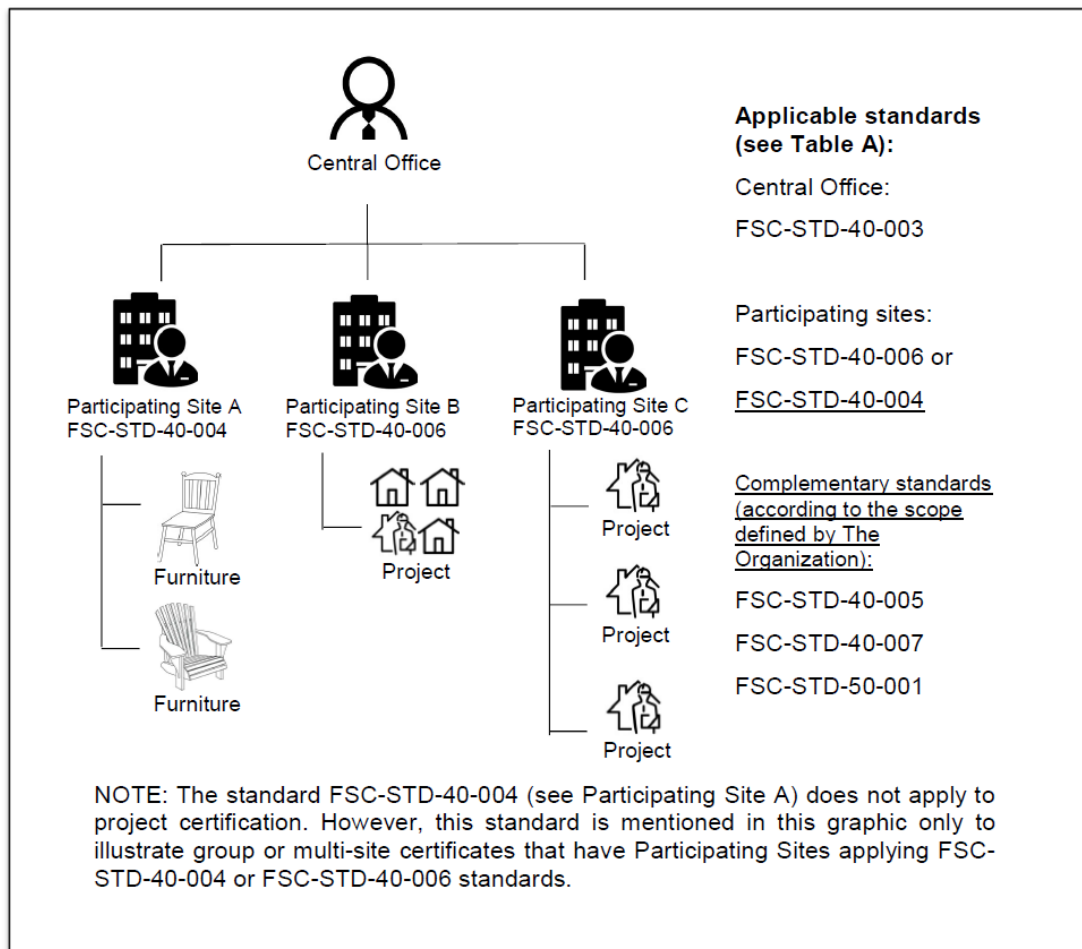 Central Office
Participating Site A
FSC-STD-40-004
Furniture
Furniture
Participating Site B
FSC-STD-40-006
Project
Participating Site C
FSC-STD-40-006
Project
Project
Project
Applicable standards
(see Table A):
Central Office:
FSC-STD-40-003
Participating sites:
FSC-STD-40-006 or
FSC-STD-40-004
Complementary standards
(according to the scope
defined by The
Organization):
FSC-STD-40-005
FSC-STD-40-007
FSC-STD-50-001
NOTE: The standard FSC-STD-40-004 (see Participating Site A) does not apply to
project certification. However, this standard is mentioned in this graphic only to
illustrate group or multi-site certificates that have Participating Sites applying FSC-
STD-40-004 or FSC-STD-40-006 standards.